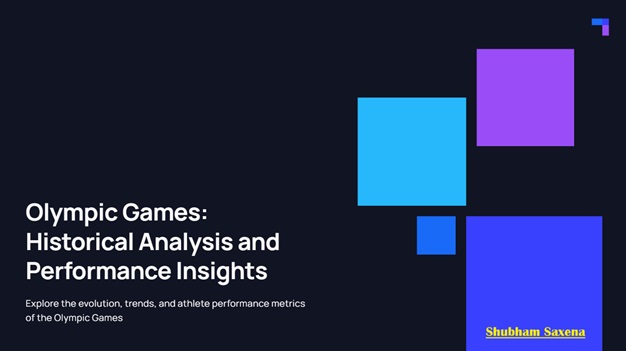 Olympic Games:
Historical Analysis and
Performance Insights
Explore the evolution, trends, and athlete performance metrics
of the Olympic Games
Shubham Saxena